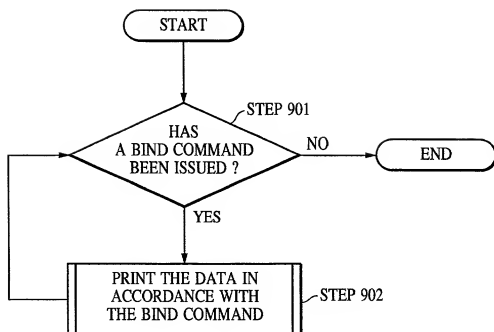 START
STEP 901
HAS
A BIND COMMAND
BEEN ISSUED ?
NO
END
YES
PRINT THE DATA IN
ACCORDANCE WITH
THE BIND COMMAND
STEP 902